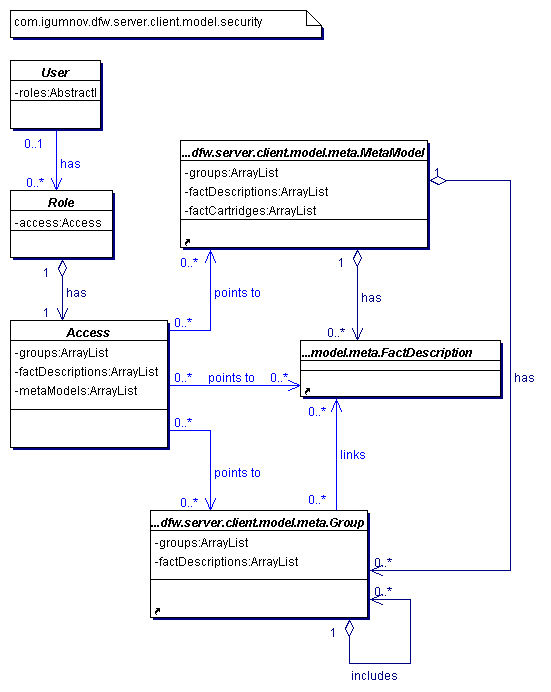 com.igumnov.dfw.server.client.model.security
User
-roles:Abstractl
0..1
has
0..*
Role
-access:Access
1
has
1
Access
-groups:ArrayList
-factDescriptions:ArrayList
-metaModels:ArrayList
...dfw.server.client.model.meta.MetaModel
-groups:ArrayList
-factDescriptions:ArrayList
-factCartridges:ArrayList
1
0..*
points to
0..*
1
has
0..*
...model.meta.FactDescription
0..*
points to
0..*
has
0..*
points to
0..*
0..*
links
0..*
...dfw.server.client.model.meta.Group
-groups:ArrayList
-factDescriptions:ArrayList
0..*
0..*
1
includes